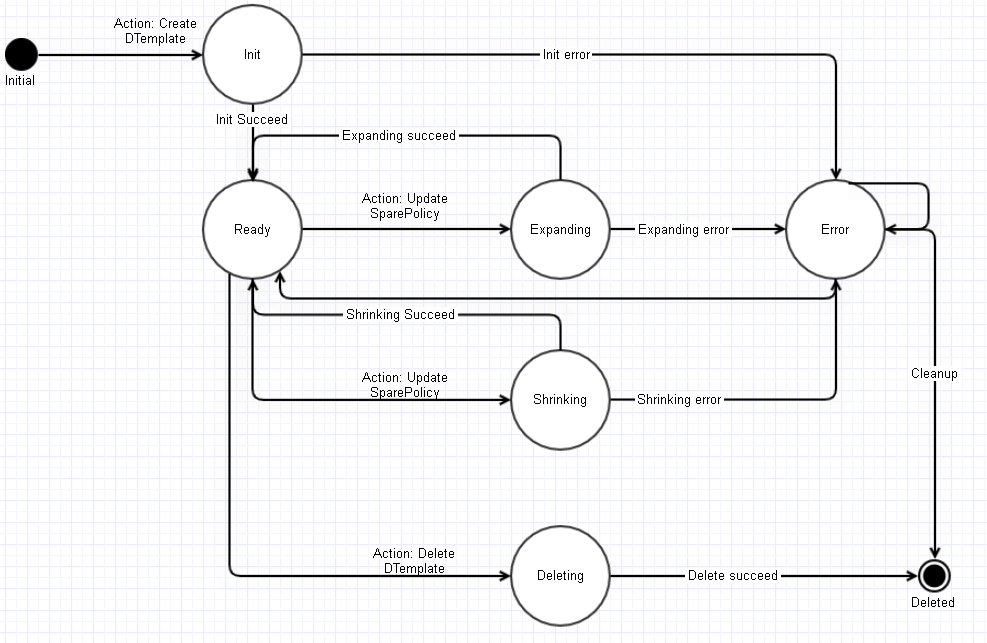 Action: Create
DTemplate
Init
Init error
Initial
Init Succeed
Expanding succeed
Action: Update
SparePolicy
Ready
Expanding
Expanding error
Error
Shrinking Succeed
Action: Update
SparePolicy
Shrinking
Shrinking error
Cleanup
Action: Delete
DTemplate
Deleting
Delete succeed
Deleted